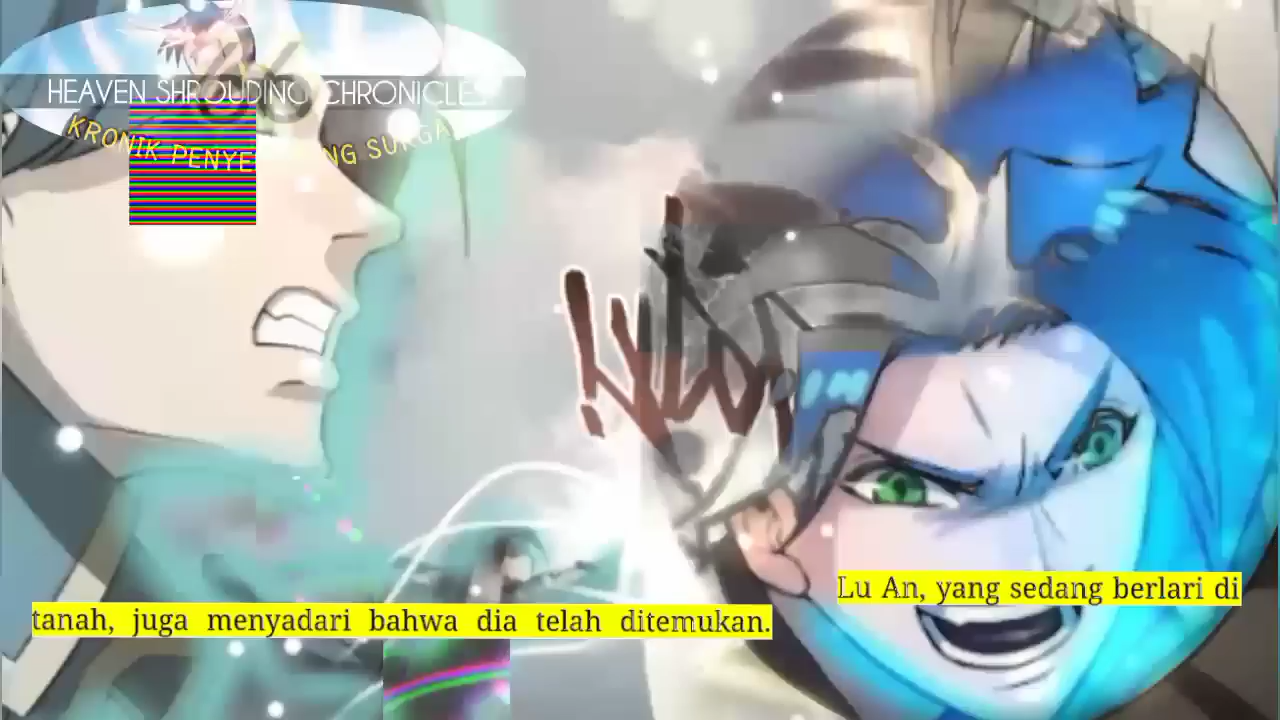 HEAVEN SHROUDING CHRONICLES
KRONIK PENYE NG SURGA
Lu An, yang sedang berlari di
tanah, juga menyadari bahwa dia telah ditemukan.